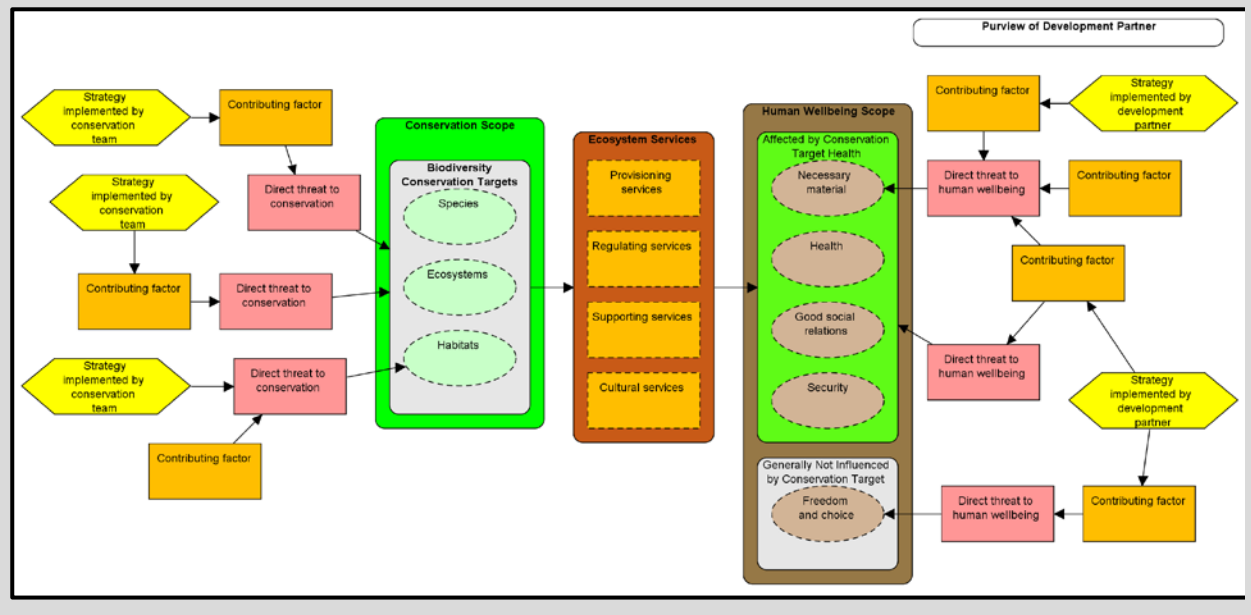 Purview of Development Partner
Strategy
implemented by
conservation
team
Contributing factor
Strategy
implemented by
conservation
team
Direct threat to
conservation
Contributing factor
Direct threat to
conservation
Strategy
implemented by
conservation
team
Direct threat to
conservation
Contributing factor
Conservation Scope
Biodiversity
Conservation Targets
Species
Ecosystems
Habitats
Ecosystem Services
Provisioning
services
Regulating services
Supporting services
Cultural services
Human Wellbeing Scope
Affected by Conservation
Target Health
Necessary
material
Health
Good social
relations
Security
Generally Not Influenced
by Conservation Target
Freedom
and choice
Contributing factor
Strategy
implemented by
development
partner
Direct threat to
human wellbeing
Contributing factor
Contributing factor
Direct threat to
human wellbeing
Strategy
implemented by
development
partner
Direct threat to
human wellbeing
Contributing factor